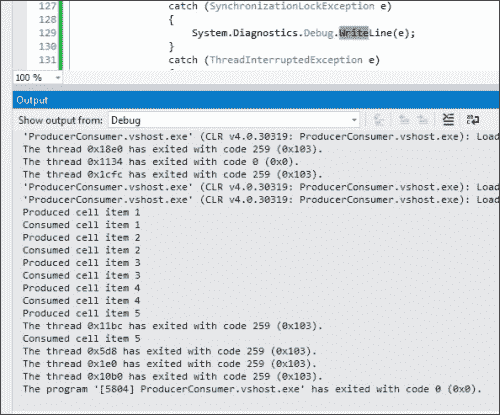 127 catch (SynchronizationLockException e)
128 {
129 System.Diagnostics.Debug.WriteLine(e);
130 }
131 catch (ThreadInterruptedException e)
100 %
Output
Show output from: Debug
'ProducerConsumer.vshost.exe' (CLR v4.0.30319: ProducerConsumer.vshost.exe): Load
The thread 0x18e0 has exited with code 259 (0x103).
The thread 0x1134 has exited with code 0 (0x0).
The thread 0x1cfc has exited with code 259 (0x103).
'ProducerConsumer.vshost.exe' (CLR v4.0.30319: ProducerConsumer.vshost.exe): Load
'ProducerConsumer.vshost.exe' (CLR v4.0.30319: ProducerConsumer.vshost.exe): Load
Produced cell item 1
Consumed cell item 1
Produced cell item 2
Consumed cell item 2
Produced cell item 3
Consumed cell item 3
Produced cell item 4
Consumed cell item 4
Produced cell item 5
The thread 0x11bc has exited with code 259 (0x103).
Consumed cell item 5
The thread 0x5d8 has exited with code 259 (0x103).
The thread 0x1e0 has exited with code 259 (0x103).
The thread 0x10b0 has exited with code 259 (0x103).
The program '[5804] ProducerConsumer.vshost.exe' has exited with code 0 (0x0).